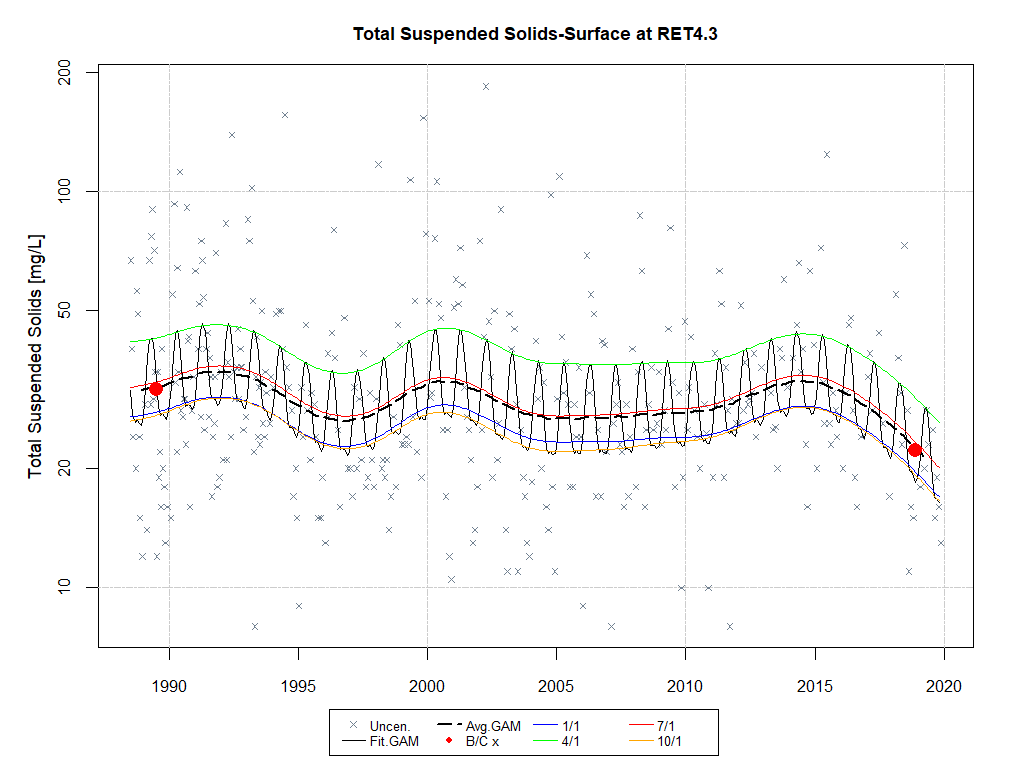 Total Suspended Solids-Surface at RET4.3
Total Suspended Solids [mg/L]
200
100
50
20
10
1990 1995 2000 2005 2010 2015 2020
Uncen. Avg.GAM 1/1 7/1
Fit.GAM B/C x 4/1 10/1